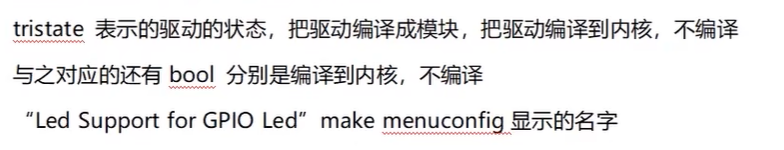 tristate 表示的驱动的状态，把驱动编译成模块，把驱动编译到内核，不编译
与之对应的还有 bool 分别是编译到内核，不编译
“Led Support for GPIO Led”make menuconfig 显示的名字